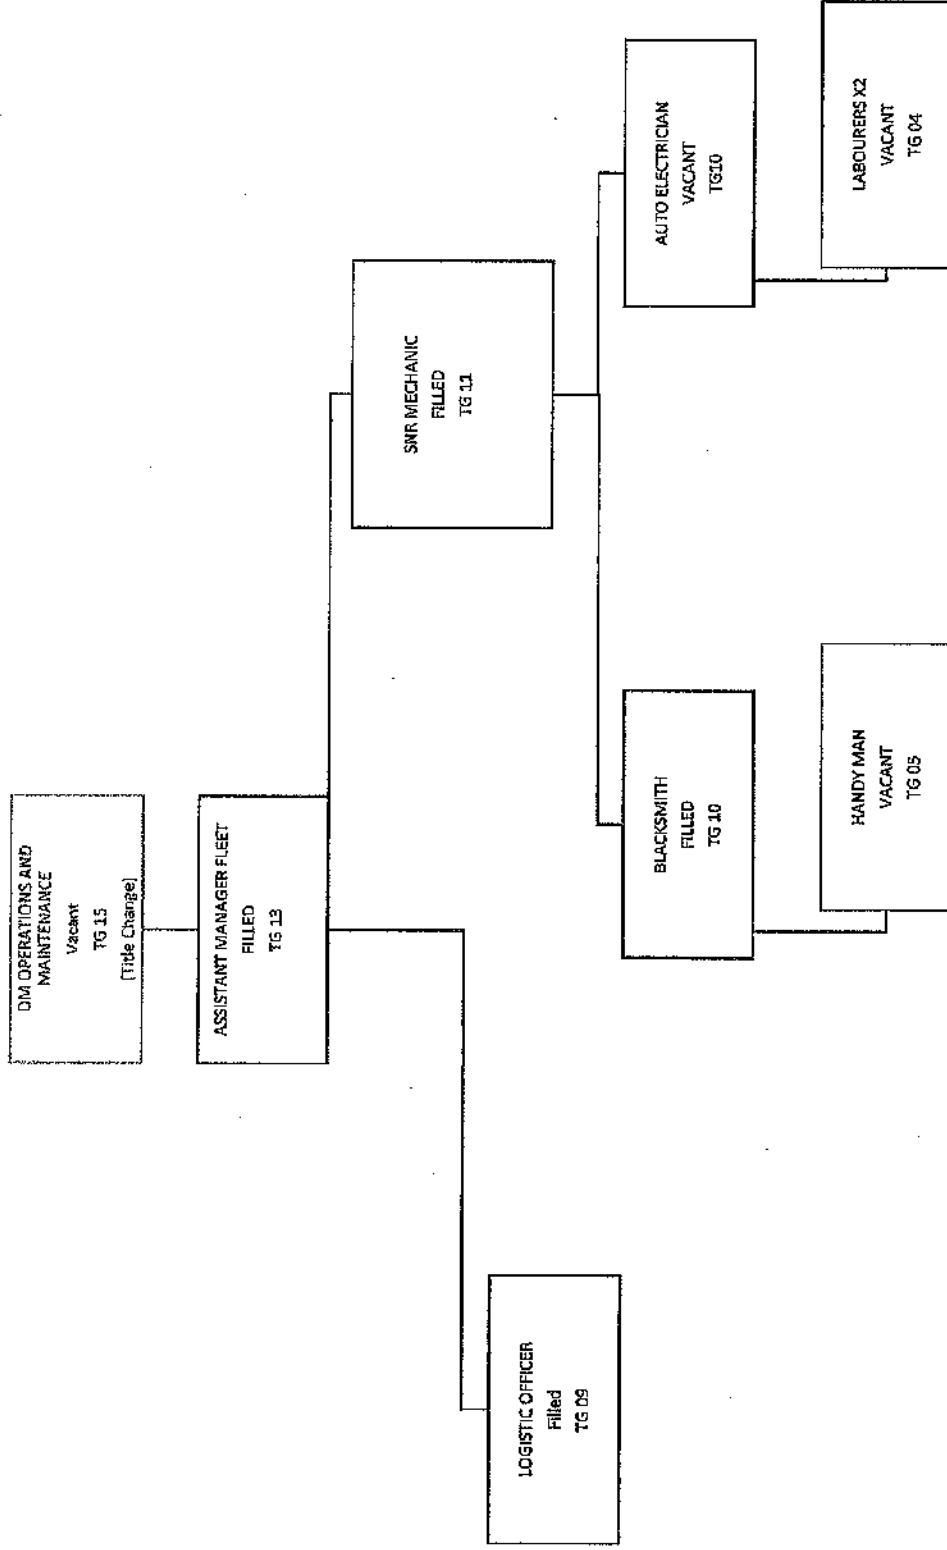 DM OPERATIONS AND
MAINTENANCE
Vacant
TG 15
[Title Change]
ASSISTANT MANAGER FLEET
FILLED
TG 13
LOGISTIC OFFICER
Filled
TG 09
SNR MECHANIC
FILLED
TG 11
BLACKSMITH
FILLED
TG 10
AUTO ELECTRICIAN
VACANT
TG10
HANDY MAN
VACANT
TG 05
LABOURERS X2
VACANT
TG 04